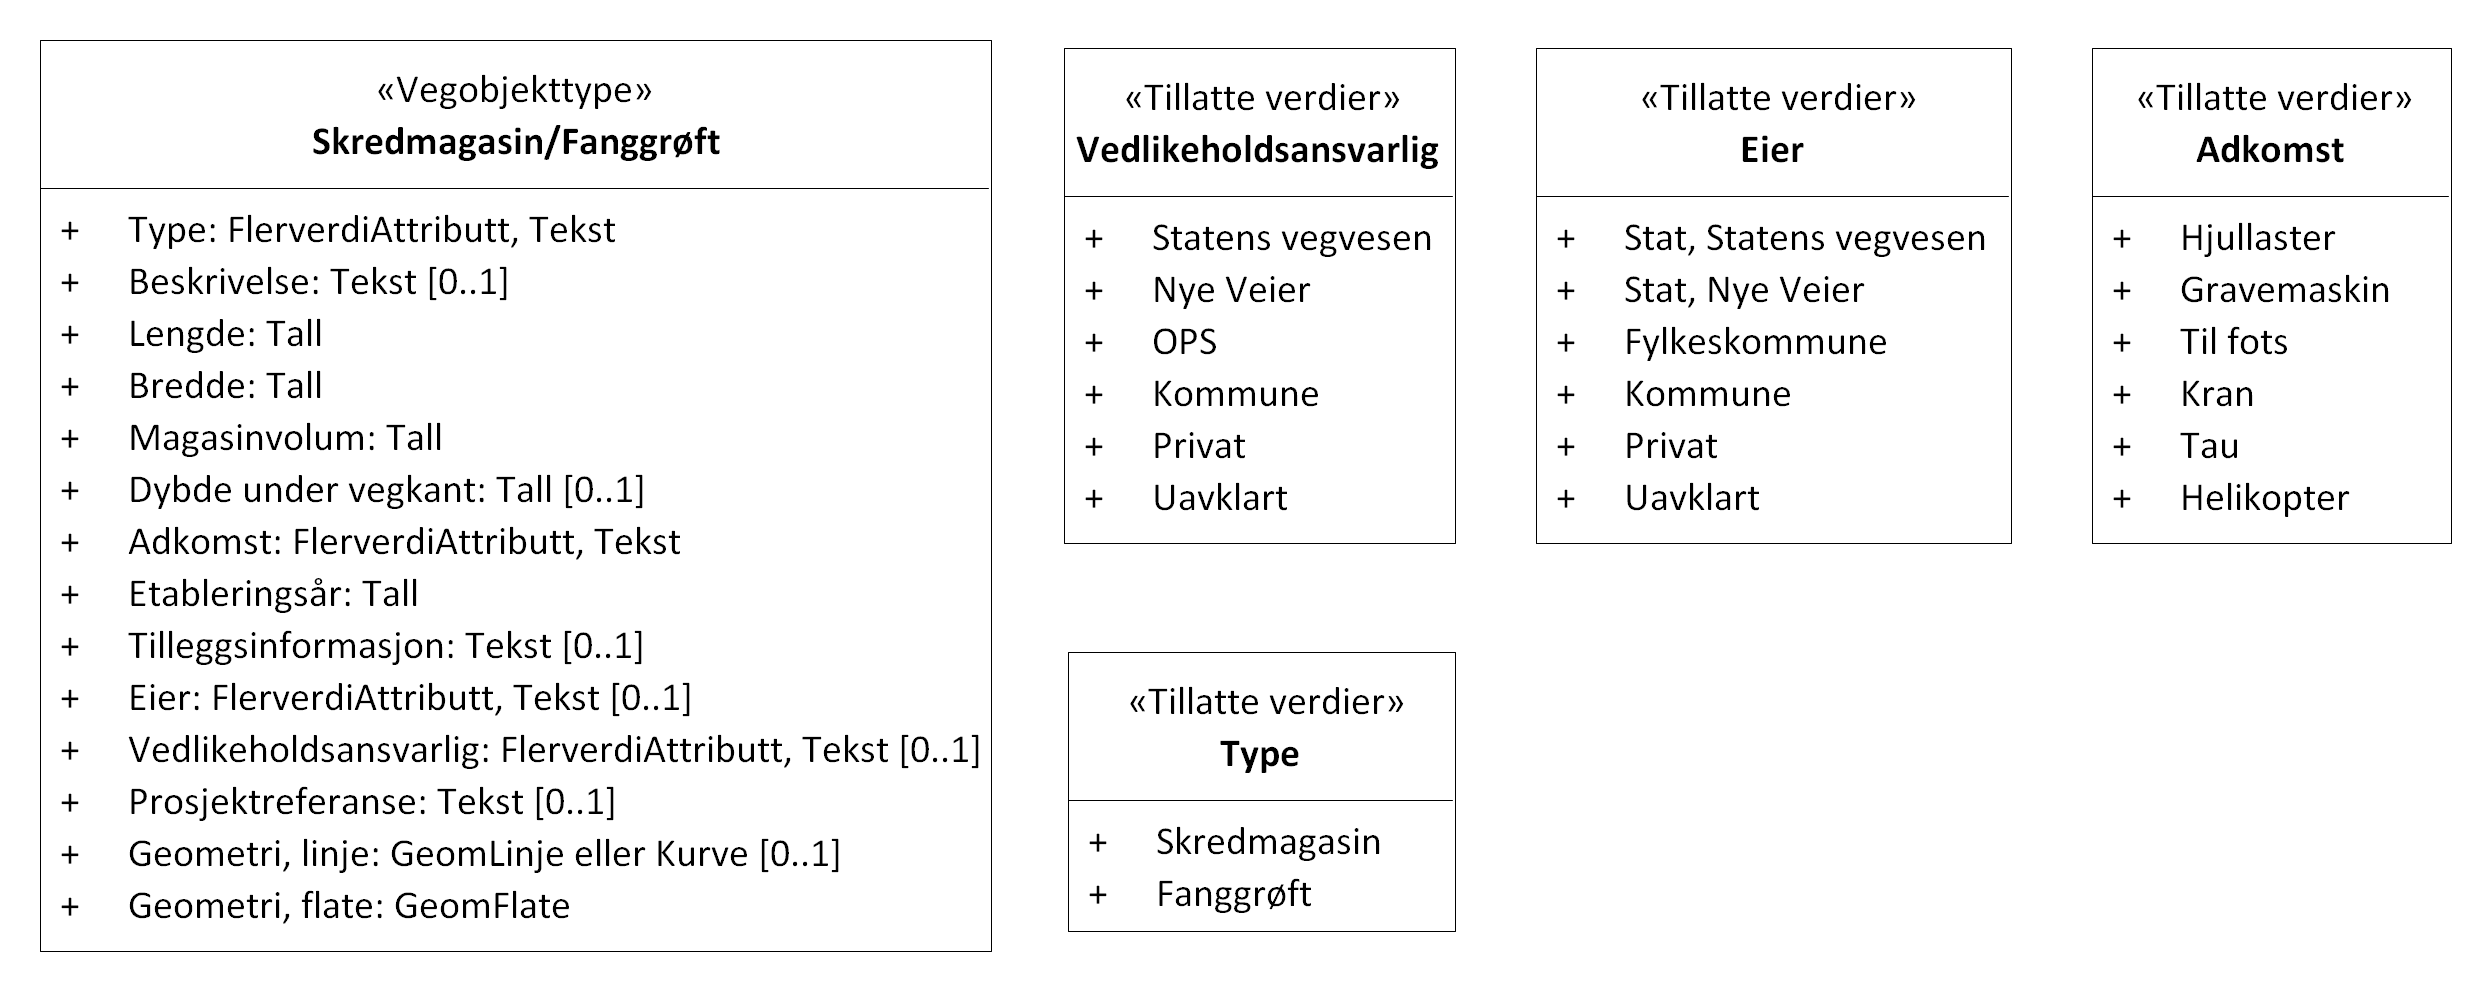 «Vegobjekttype»
Skredmagasin/Fanggrøft
+ Type: FlerverdiAttributt, Tekst
+ Beskrivelse: Tekst [0..1]
+ Lengde: Tall
+ Bredde: Tall
+ Magasinvolum: Tall
+ Dybde under vegkant: Tall [0..1]
+ Adkomst: FlerverdiAttributt, Tekst
+ Etableringsår: Tall
+ Tilleggsinformasjon: Tekst [0..1]
+ Eier: FlerverdiAttributt, Tekst [0..1]
+ Vedlikeholdsansvarlig: FlerverdiAttributt, Tekst [0..1]
+ Prosjektreferanse: Tekst [0..1]
+ Geometri, linje: GeomLinje eller Kurve [0..1]
+ Geometri, flate: GeomFlate
«Tillatte verdier»
Vedlikeholdsansvarlig
+ Statens vegvesen
+ Nye Veier
+ OPS
+ Kommune
+ Privat
+ Uavklart
«Tillatte verdier»
Eier
+ Stat, Statens vegvesen
+ Stat, Nye Veier
+ Fylkeskommune
+ Kommune
+ Privat
+ Uavklart
«Tillatte verdier»
Adkomst
+ Hjullaster
+ Gravemaskin
+ Til fots
+ Kran
+ Tau
+ Helikopter
«Tillatte verdier»
Type
+ Skredmagasin
+ Fanggrøft